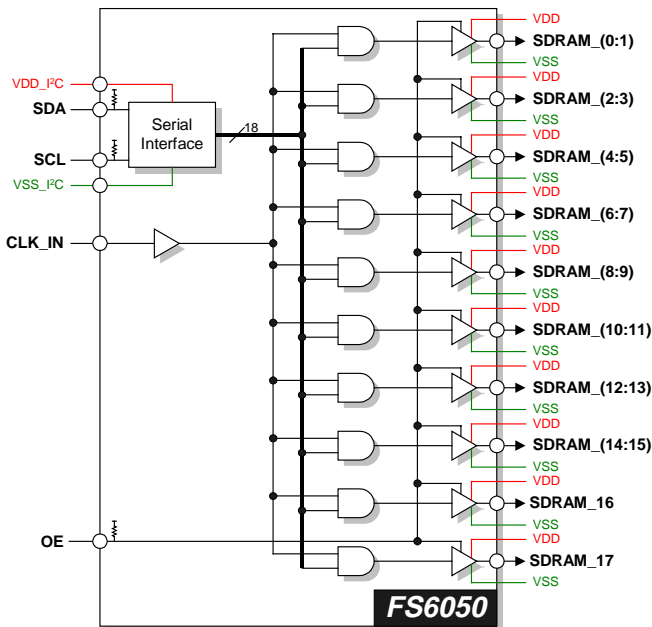 VDD
SDRAM_(0:1)
VSS
VDD_I²C
SDA
Serial
Interface
18
SCL
VSS_I²C
VDD
SDRAM_(2:3)
VSS
VDD
SDRAM_(4:5)
VSS
VDD
SDRAM_(6:7)
VSS
CLK_IN
VDD
SDRAM_(8:9)
VSS
VDD
SDRAM_(10:11)
VSS
VDD
SDRAM_(12:13)
VSS
VDD
SDRAM_(14:15)
VSS
VDD
SDRAM_16
VSS
OE
VDD
SDRAM_17
VSS
FS6050